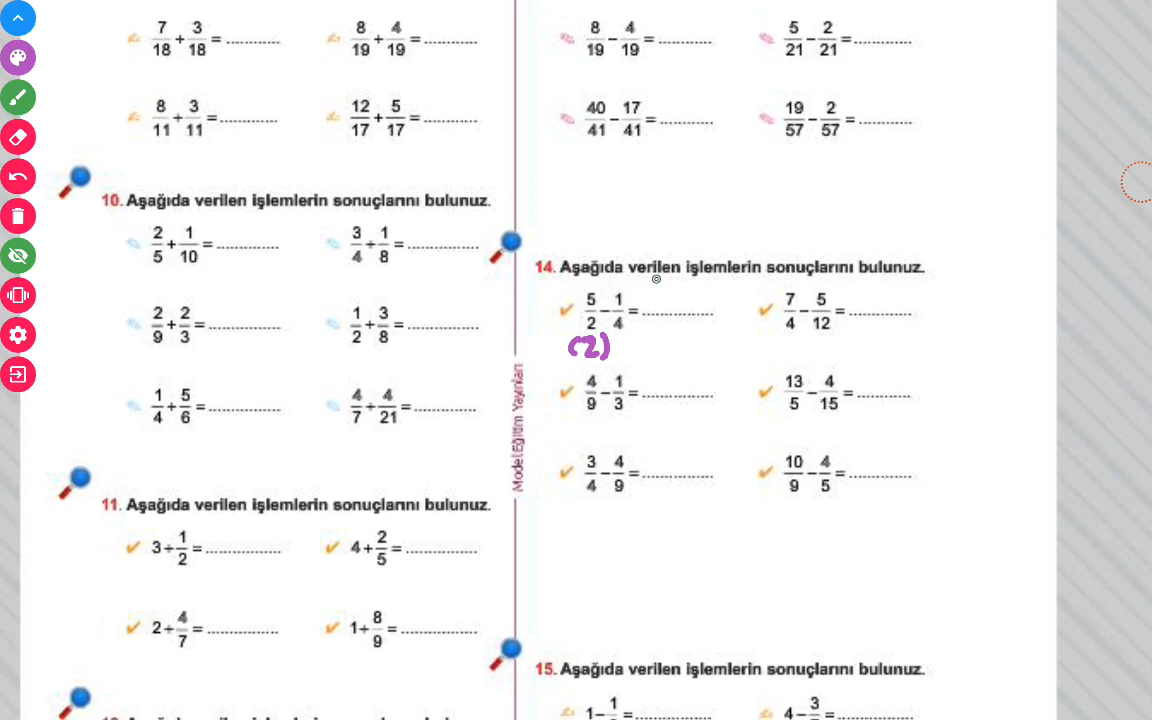 7/18 + 3/18 = ............
8/19 + 4/19 = ............
8/11 + 3/11 = ............
12/17 + 5/17 = ............
10. Aşağıda verilen işlemlerin sonuçlarını bulunuz.
2/5 + 1/10 = ............
3/4 + 1/8 = ............
2/9 + 2/3 = ............
1/2 + 3/8 = ............
1/4 + 5/6 = ............
4/7 + 4/21 = ............
11. Aşağıda verilen işlemlerin sonuçlarını bulunuz.
3 + 1/2 = ............
4 + 2/5 = ............
2 + 4/7 = ............
1 + 8/9 = ............
Model Eğitim Yayınları
8/19 − 4/19 = ............
5/21 − 2/21 = ............
40/41 − 17/41 = ............
19/57 − 2/57 = ............
14. Aşağıda verilen işlemlerin sonuçlarını bulunuz.
5/2 − 1/4 = ............
(2)
7/4 − 5/12 = ............
4/9 − 1/3 = ............
13/5 − 4/15 = ............
3/4 − 4/9 = ............
10/9 − 4/5 = ............
15. Aşağıda verilen işlemlerin sonuçlarını bulunuz.